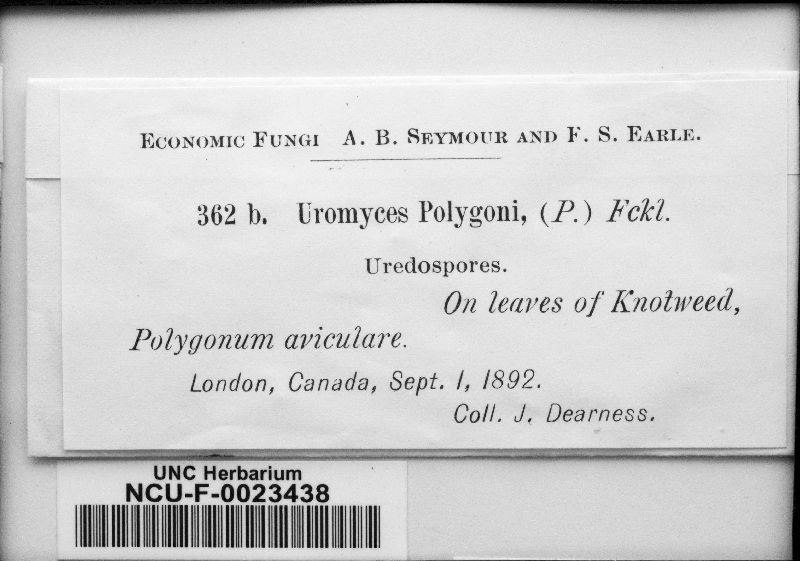 Economic Fungi A. B. Seymour and F. S. Earle.
362 b. Uromyces Polygoni, (P.) Fckl.
Uredospores.
On leaves of Knotweed,
Polygonum aviculare.
London, Canada, Sept. 1, 1892.
Coll. J. Dearness.
UNC Herbarium
NCU-F-0023438